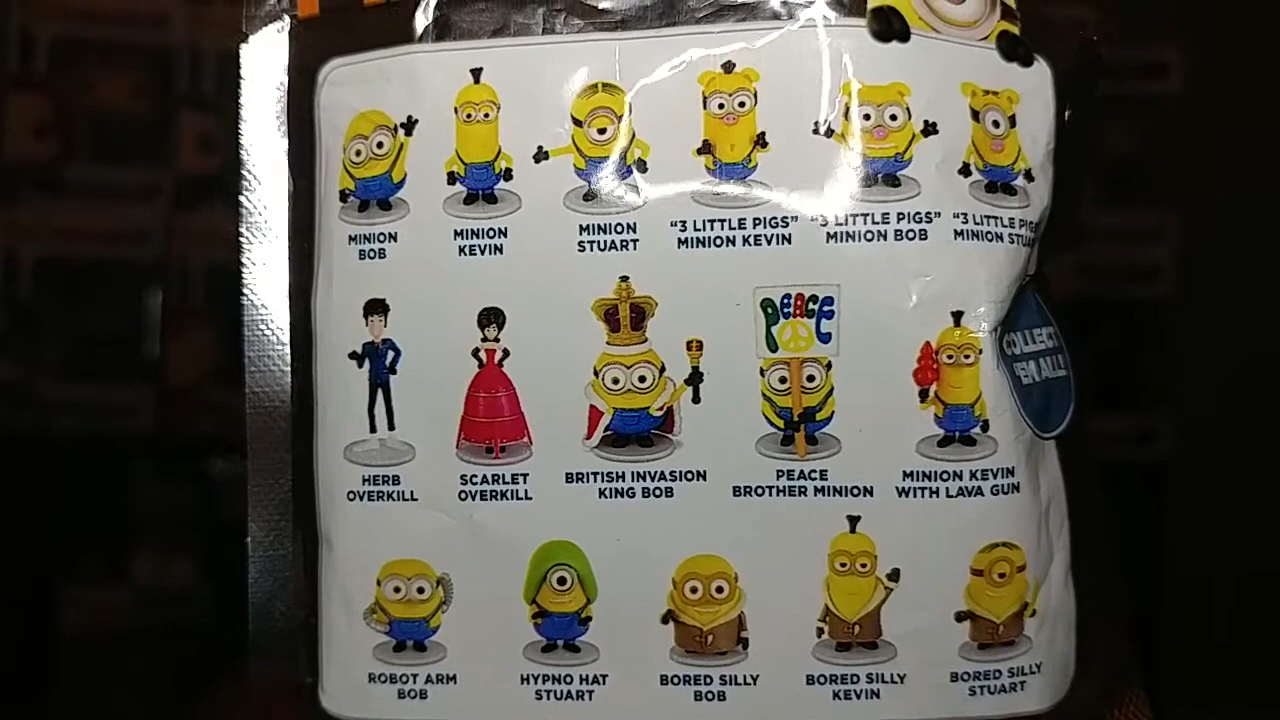 MINION
BOB
MINION
KEVIN
MINION
STUART
"3 LITTLE PIGS"
MINION KEVIN
"3 LITTLE PIGS"
MINION BOB
"3 LITTLE
MINION
HERB
OVERKILL
SCARLET
OVERKILL
BRITISH INVASION
KING BOB
PEACE
PEACE
BROTHER MINION
MINION KEVIN
WITH LAVA GUN
COLLECT
'EM ALL!
ROBOT ARM
BOB
HYPNO HAT
STUART
BORED SILLY
BOB
BORED SILLY
KEVIN
BORED SILLY
STUART